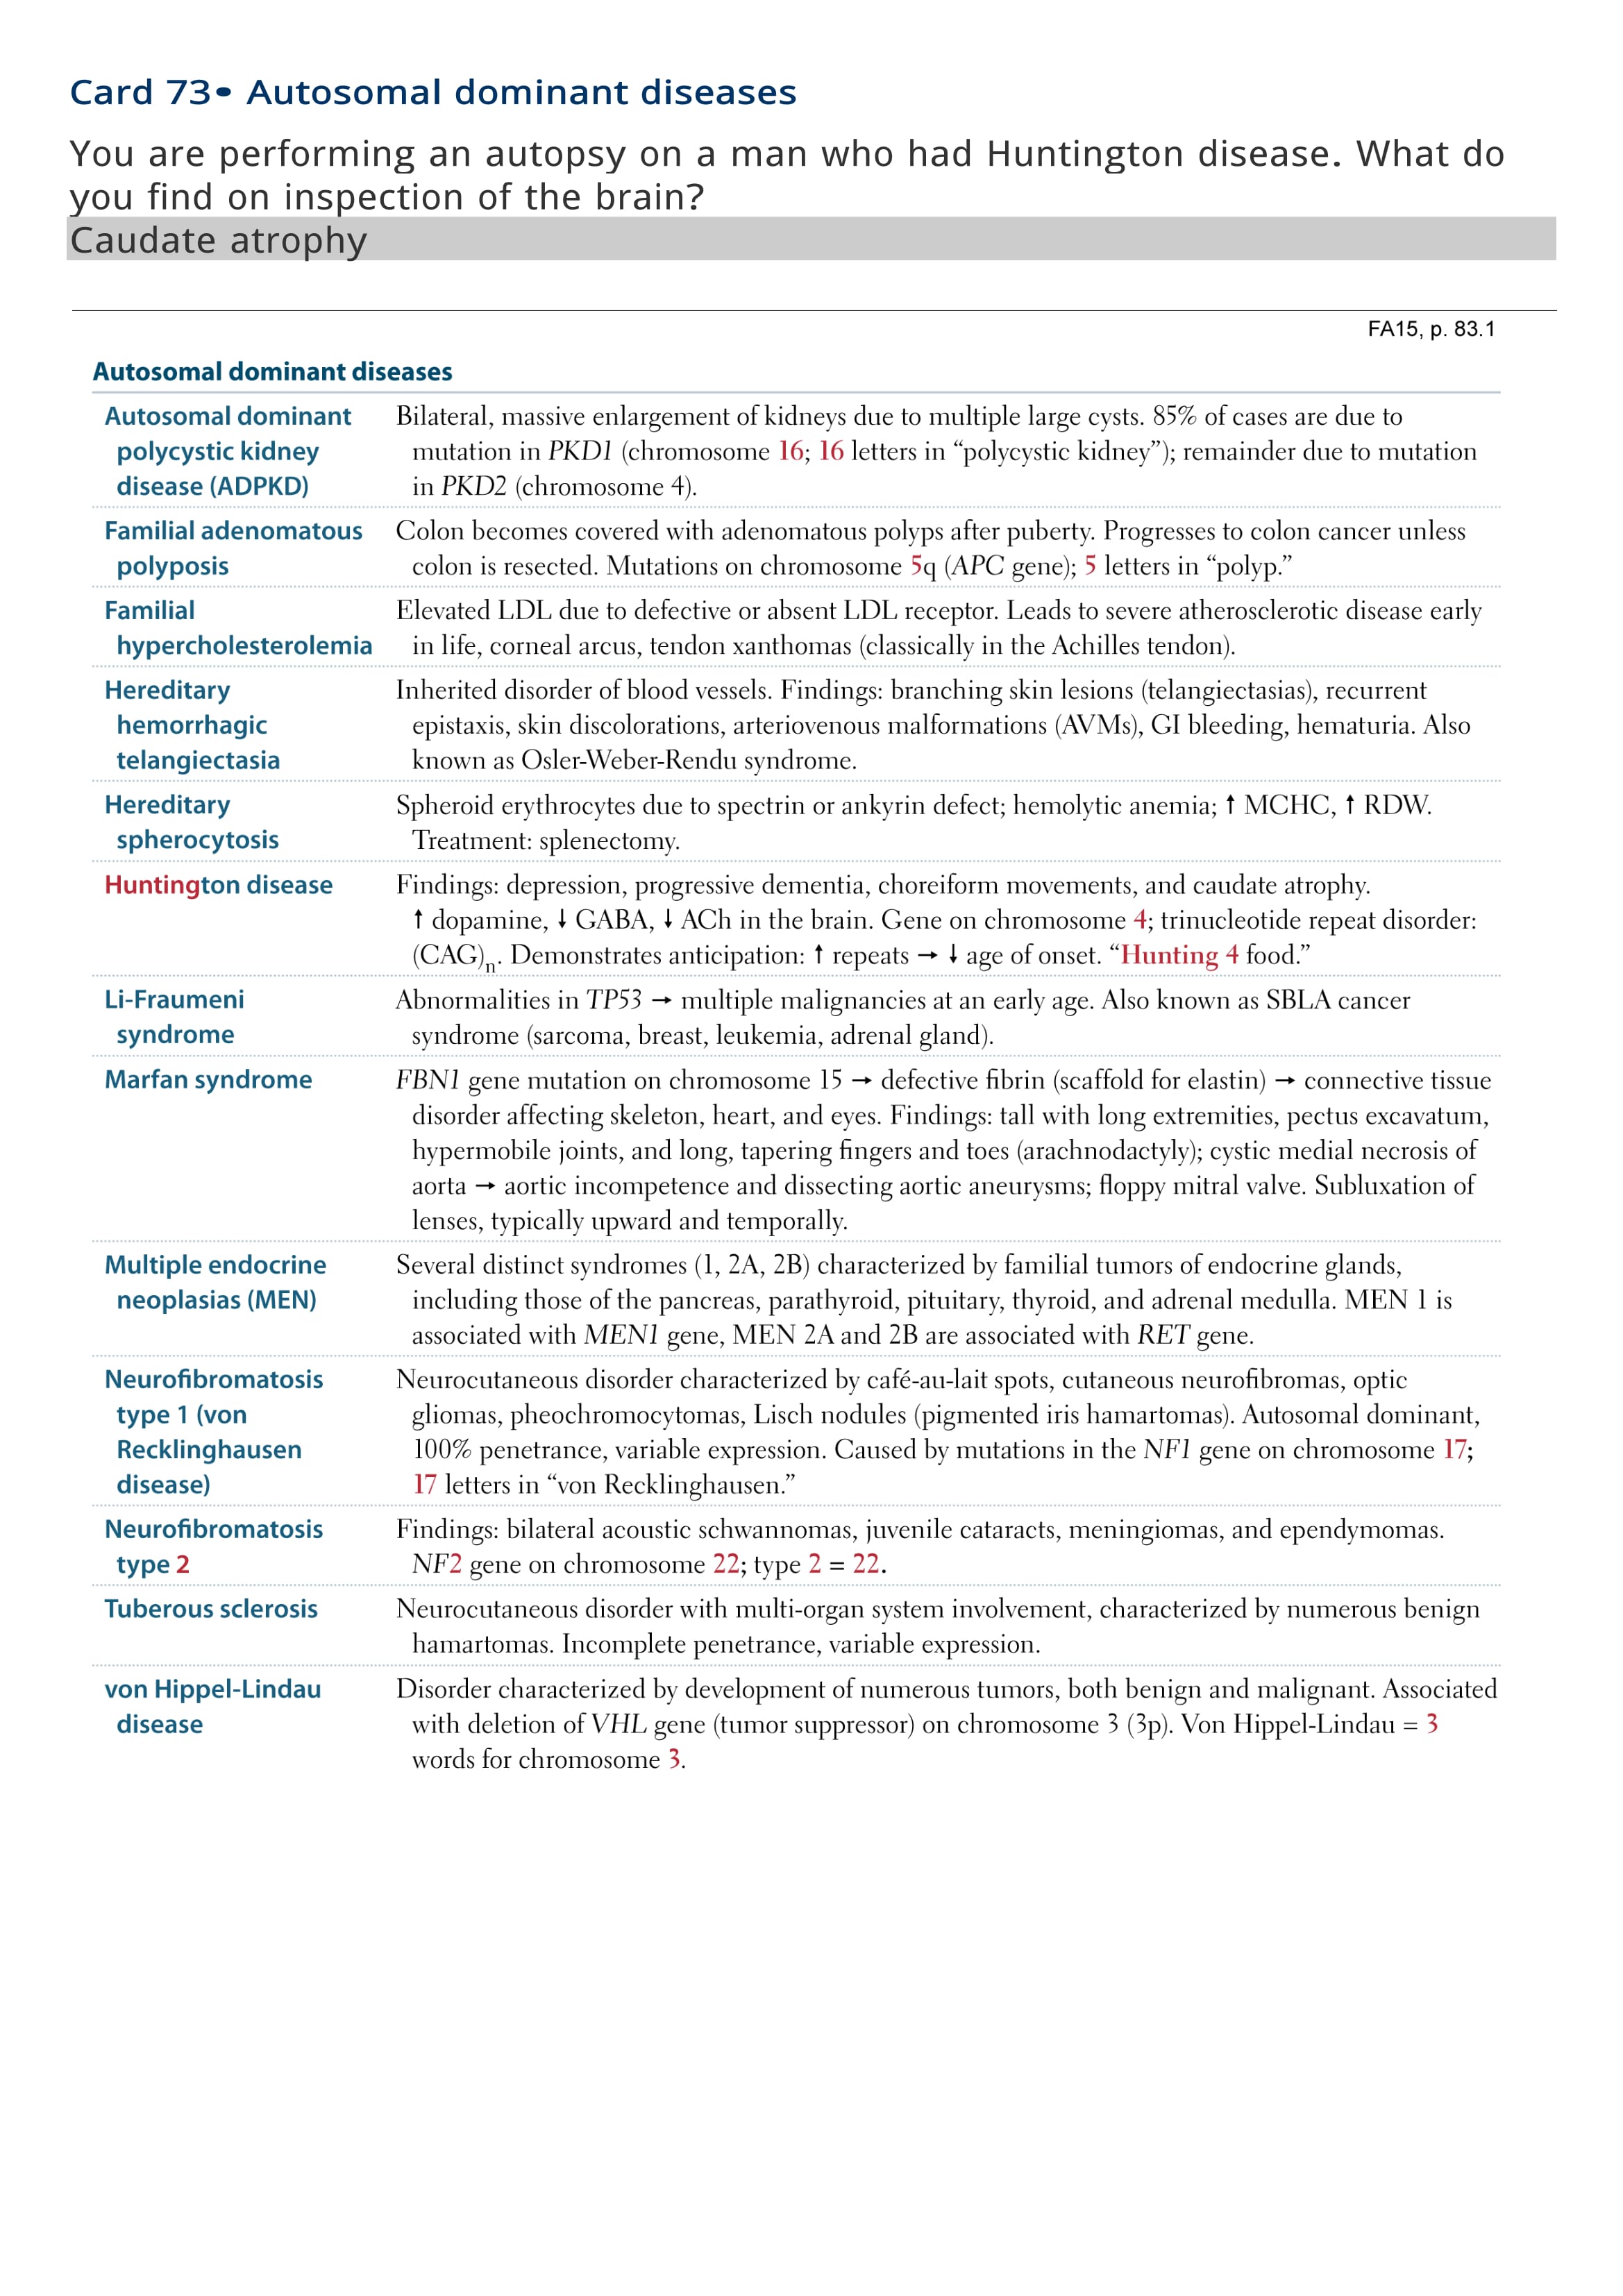 Card 73• Autosomal dominant diseases
You are performing an autopsy on a man who had Huntington disease. What do
you find on inspection of the brain?
Caudate atrophy
FA15, p. 83.1
Autosomal dominant diseases
Autosomal dominant polycystic kidney disease (ADPKD)
Bilateral, massive enlargement of kidneys due to multiple large cysts. 85% of cases are due to
mutation in PKD1 (chromosome 16; 16 letters in “polycystic kidney”); remainder due to mutation
in PKD2 (chromosome 4).
Familial adenomatous
polyposis
Colon becomes covered with adenomatous polyps after puberty. Progresses to colon cancer unless
colon is resected. Mutations on chromosome 5q (APC gene); 5 letters in “polyp.”
Familial
hypercholesterolemia
Elevated LDL due to defective or absent LDL receptor. Leads to severe atherosclerotic disease early
in life, corneal arcus, tendon xanthomas (classically in the Achilles tendon).
Hereditary
hemorrhagic
telangiectasia
Inherited disorder of blood vessels. Findings: branching skin lesions (telangiectasias), recurrent
epistaxis, skin discolorations, arteriovenous malformations (AVMs), GI bleeding, hematuria. Also
known as Osler-Weber-Rendu syndrome.
Hereditary
spherocytosis
Spheroid erythrocytes due to spectrin or ankyrin defect; hemolytic anemia; ↑ MCHC, ↑ RDW.
Treatment: splenectomy.
Huntington disease
Findings: depression, progressive dementia, choreiform movements, and caudate atrophy.
↑ dopamine, ↓ GABA, ↓ ACh in the brain. Gene on chromosome 4; trinucleotide repeat disorder:
(CAG)n. Demonstrates anticipation: ↑ repeats → ↓ age of onset. “Hunting 4 food.”
Li-Fraumeni
syndrome
Abnormalities in TP53 → multiple malignancies at an early age. Also known as SBLA cancer
syndrome (sarcoma, breast, leukemia, adrenal gland).
Marfan syndrome
FBN1 gene mutation on chromosome 15 → defective fibrin (scaffold for elastin) → connective tissue
disorder affecting skeleton, heart, and eyes. Findings: tall with long extremities, pectus excavatum,
hypermobile joints, and long, tapering fingers and toes (arachnodactyly); cystic medial necrosis of
aorta → aortic incompetence and dissecting aortic aneurysms; floppy mitral valve. Subluxation of
lenses, typically upward and temporally.
Multiple endocrine
neoplasias (MEN)
Several distinct syndromes (1, 2A, 2B) characterized by familial tumors of endocrine glands,
including those of the pancreas, parathyroid, pituitary, thyroid, and adrenal medulla. MEN 1 is
associated with MEN1 gene, MEN 2A and 2B are associated with RET gene.
Neurofibromatosis
type 1 (von
Recklinghausen
disease)
Neurocutaneous disorder characterized by café-au-lait spots, cutaneous neurofibromas, optic
gliomas, pheochromocytomas, Lisch nodules (pigmented iris hamartomas). Autosomal dominant,
100% penetrance, variable expression. Caused by mutations in the NF1 gene on chromosome 17;
17 letters in “von Recklinghausen.”
Neurofibromatosis
type 2
Findings: bilateral acoustic schwannomas, juvenile cataracts, meningiomas, and ependymomas.
NF2 gene on chromosome 22; type 2 = 22.
Tuberous sclerosis
Neurocutaneous disorder with multi-organ system involvement, characterized by numerous benign
hamartomas. Incomplete penetrance, variable expression.
von Hippel-Lindau
disease
Disorder characterized by development of numerous tumors, both benign and malignant. Associated
with deletion of VHL gene (tumor suppressor) on chromosome 3 (3p). Von Hippel-Lindau = 3
words for chromosome 3.